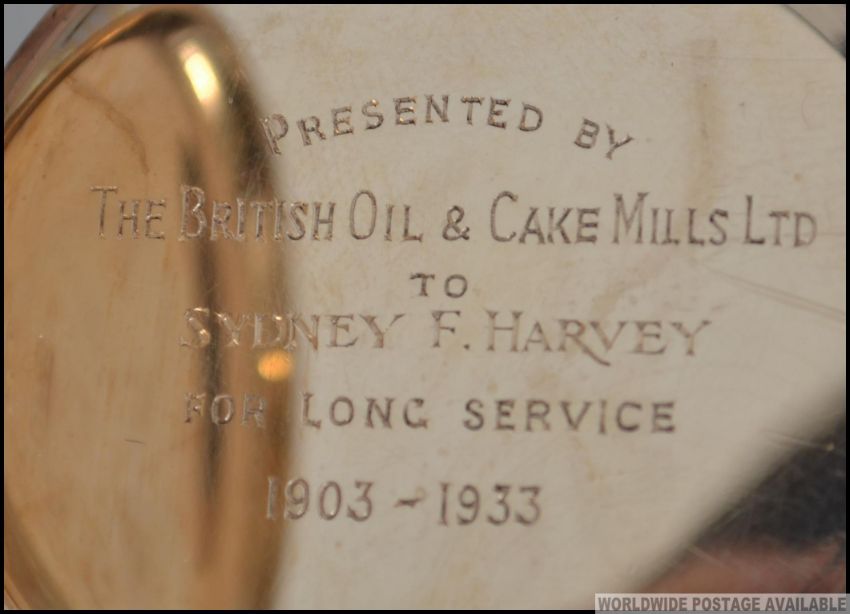 PRESENTED BY
THE BRITISH OIL & CAKE MILLS LTD
TO
SYDNEY F. HARVEY
FOR LONG SERVICE
1903 - 1933
WORLDWIDE POSTAGE AVAILABLE